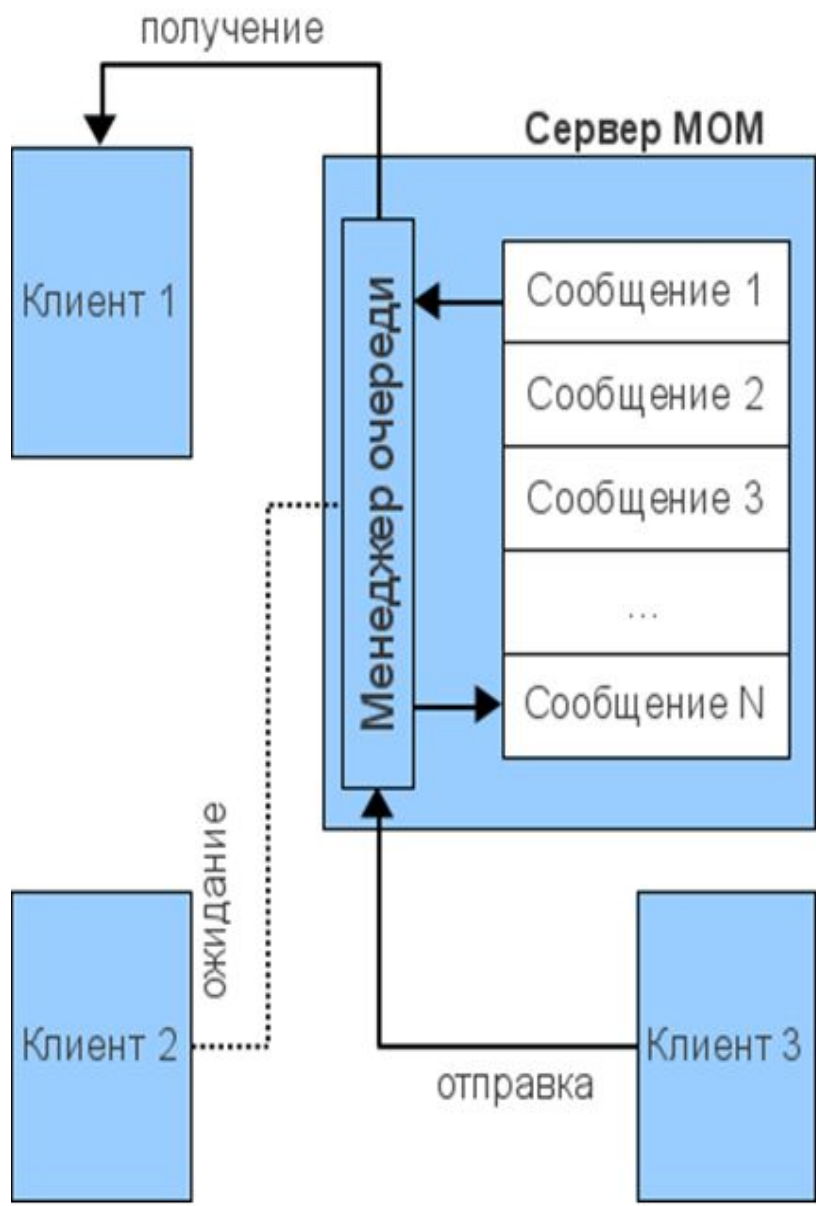 получение
Сервер МОМ
Клиент 1
Менеджер очереди
Сообщение 1
Сообщение 2
Сообщение 3
...
Сообщение N
ожидание
Клиент 2
отправка
Клиент 3